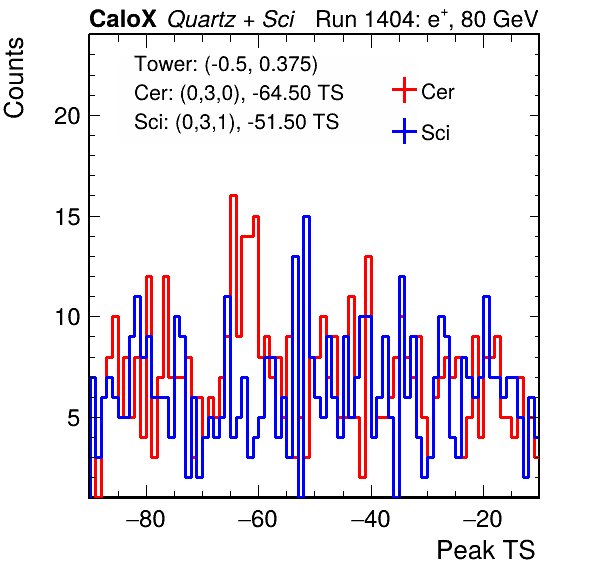 CaloX Quartz + Sci Run 1404: e⁺, 80 GeV
Counts
Tower: (-0.5, 0.375)
Cer: (0,3,0), -64.50 TS
Sci: (0,3,1), -51.50 TS
Cer
Sci
20
15
10
5
−80 −60 −40 −20
Peak TS